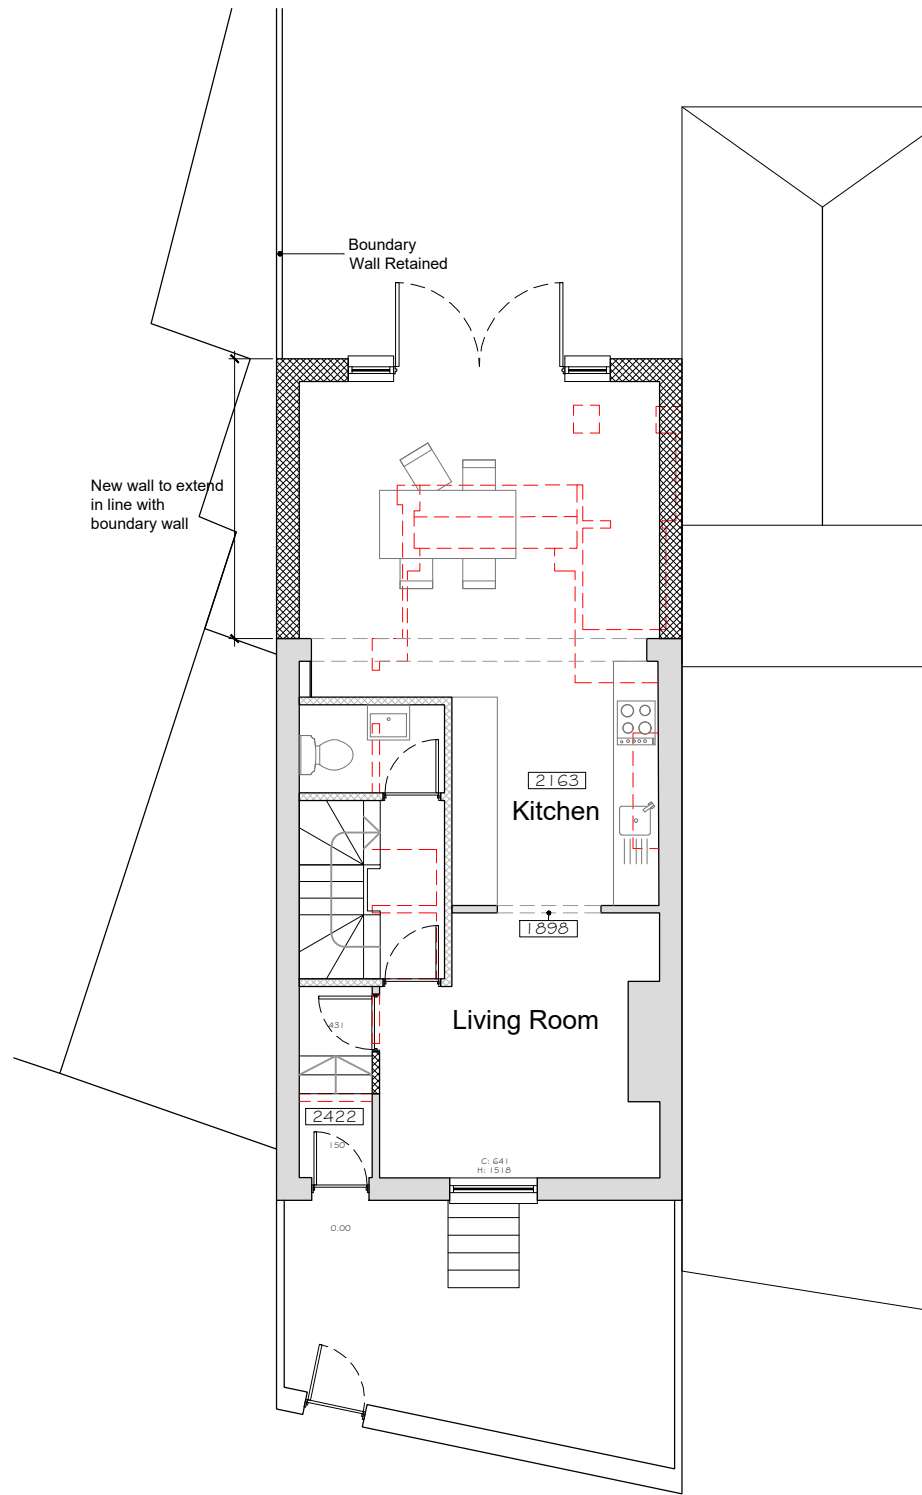 Boundary
Wall Retained
New wall to extend
in line with
boundary wall
2163
Kitchen
1898
Living Room
431
2422
150
C: 641
H: 1518
0.00